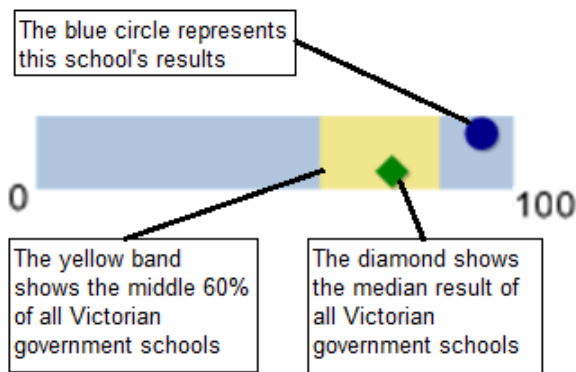 The blue circle represents
this school's results
0
100
The yellow band
shows the middle 60%
of all Victorian
government schools
The diamond shows
the median result of
all Victorian
government schools